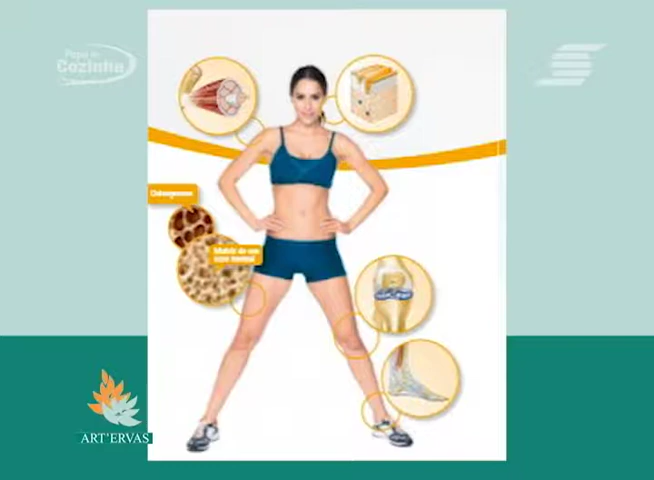 Papo de
Cozinha
Osteoporose
Matriz de um
osso normal
ART'ERVAS